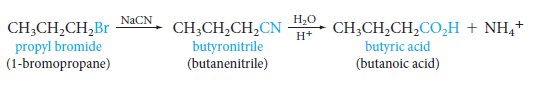 CH₃CH₂CH₂Br NaCN CH₃CH₂CH₂CN H₂O H⁺ CH₃CH₂CH₂CO₂H + NH₄⁺
propyl bromide butyronitrile butyric acid
(1-bromopropane) (butanenitrile) (butanoic acid)